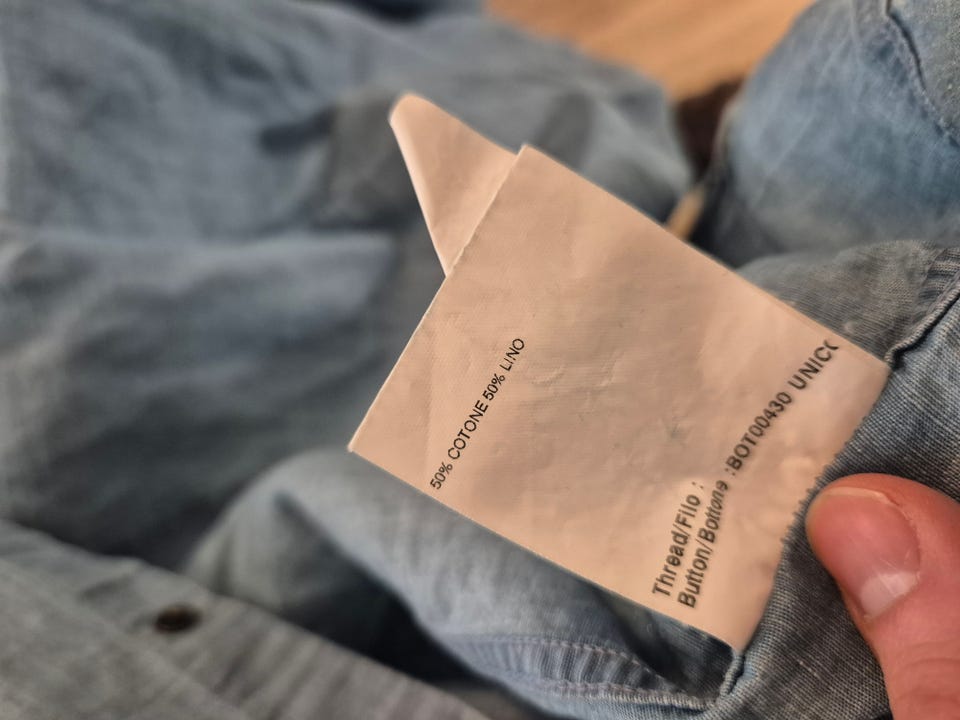 50% COTONE 50% LINO
Thread/Filo :
Button/Bottone :BOT00430